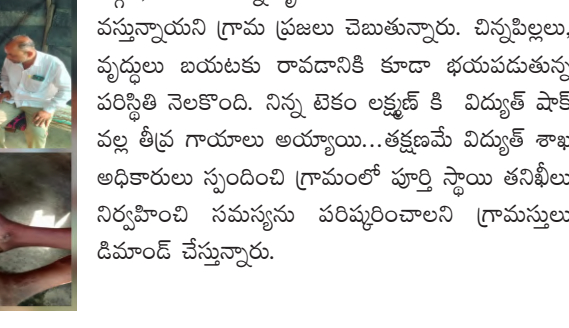 వస్తున్నాయని గ్రామ ప్రజలు చెబుతున్నారు. చిన్నపిల్లలు,
వృద్ధులు బయటకు రావడానికి కూడా భయపడుతున్న
పరిస్థితి నెలకొంది. నిన్న టెకం లక్ష్మణ్ కి విద్యుత్ షాక్
వల్ల తీవ్ర గాయాలు అయ్యాయి...తక్షణమే విద్యుత్ శాఖ
అధికారులు స్పందించి గ్రామంలో పూర్తి స్థాయి తనిఖీలు
నిర్వహించి సమస్యను పరిష్కరించాలని గ్రామస్తులు
డిమాండ్ చేస్తున్నారు.